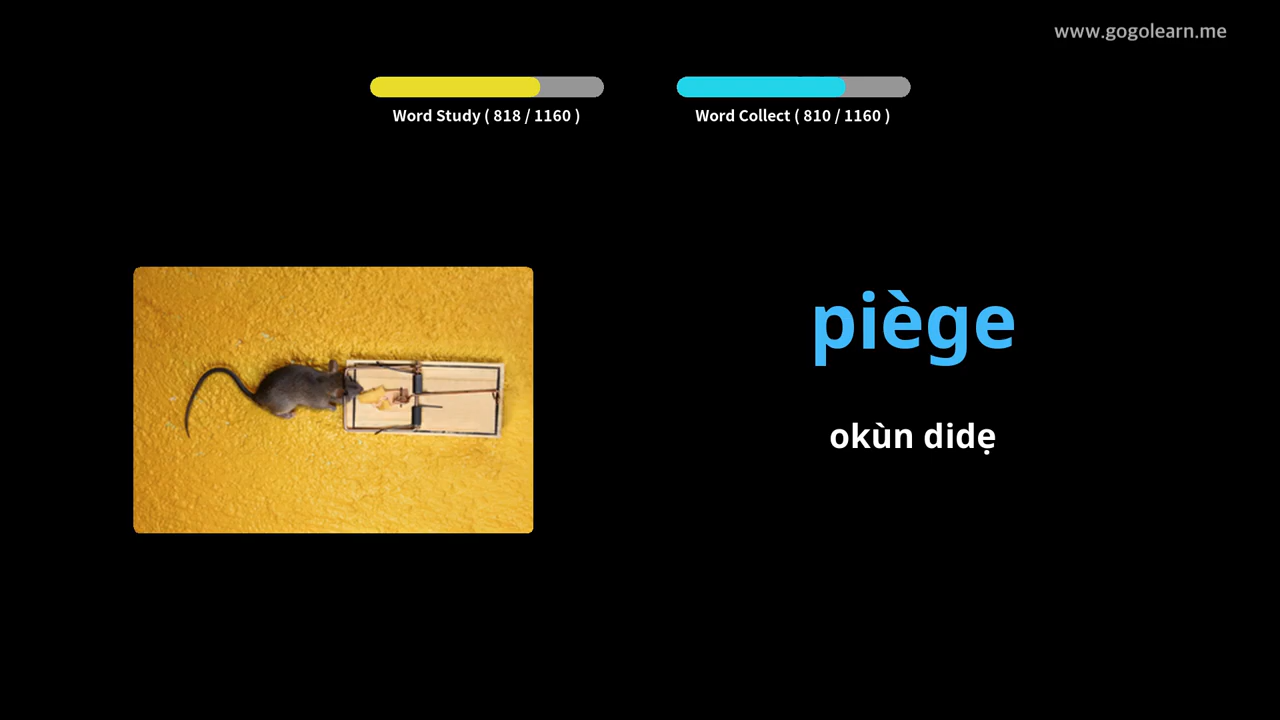 www.gogolearn.me
Word Study ( 818 / 1160 )
Word Collect ( 810 / 1160 )
piège
okùn didẹ